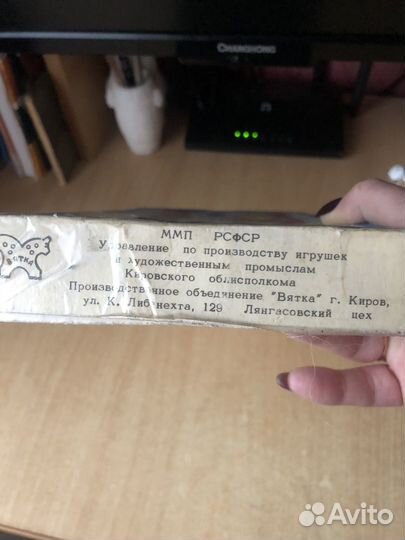 CHANGHONG
ММП РСФСР
Управление по производству игрушек
и художественным промыслам
Кировского облисполкома
Производственное объединение "Вятка" г. Киров,
ул. К. Либкнехта, 129 Лянгасовский цех
ВЯТКА
Avito